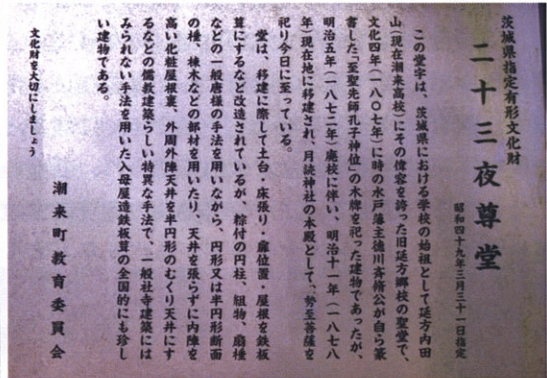 茨城県指定有形文化財
二十三夜尊堂
昭和四十九年三月三十一日指定
この堂宇は、茨城県における学校の始祖として延方内田
山(現在潮来高校)にその偉容を誇った旧延方郷校の聖堂で、
文化四年(一八〇七年)に時の水戸藩主徳川斉脩公が自ら篆
書した「至聖先師孔子神位」の木牌を祀った建物であったが、
明治五年(一八七二年)廃校に伴い、明治十一年(一八七八
年)現在地に移建され、月読神社の本殿として、勢至菩薩を
祀り今日に至っている。
堂は、移建に際して土台・床張り・扉位置・屋根を鉄板
葺にするなど改造されているが、粽付の円柱、組物、扇棰
などの一般唐様の手法を用いながら、円形又は半円形断面
の棰、棟木などの部材を用いたり、天井を張らずに内陣を
高い化粧屋根裏、外周外陣天井を半円形のむくり天井にす
るなどの儒教建築らしい特異な手法で、一般社寺建築には
みられない手法を用いた入母屋造鉄板葺の全国的にも珍し
い建物である。
文化財を大切にしましょう
潮来町教育委員会